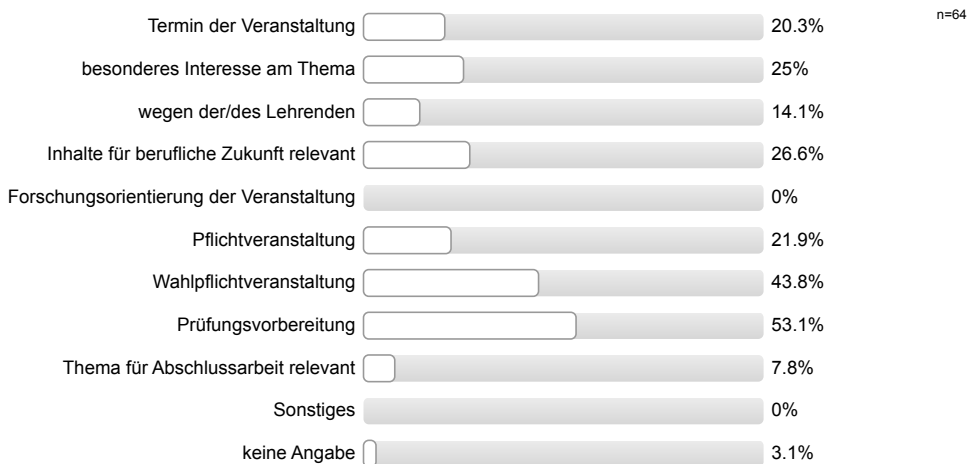 Termin der Veranstaltung 20.3% n=64
besonderes Interesse am Thema 25%
wegen der/des Lehrenden 14.1%
Inhalte für berufliche Zukunft relevant 26.6%
Forschungsorientierung der Veranstaltung 0%
Pflichtveranstaltung 21.9%
Wahlpflichtveranstaltung 43.8%
Prüfungsvorbereitung 53.1%
Thema für Abschlussarbeit relevant 7.8%
Sonstiges 0%
keine Angabe 3.1%